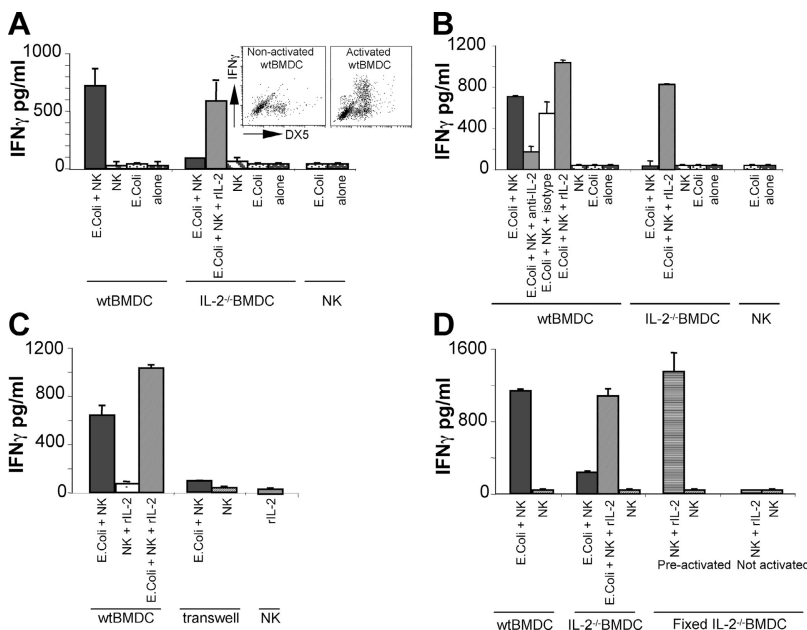 A
IFNγ pg/ml
1000
500
0
IFNγ
Non-activated
wtBMDC
Activated
wtBMDC
DX5
E.Coli + NK
NK
E.Coli
alone
E.Coli + NK
E.Coli + NK + rIL-2
NK
E.Coli
alone
E.Coli
alone
wtBMDC
IL-2-/-BMDC
NK
B
IFNγ pg/ml
1200
800
400
0
E.Coli + NK
E.Coli + NK + anti-IL-2
E.Coli + NK + isotype
E.Coli + NK + rIL-2
NK
E.Coli
alone
E.Coli + NK
E.Coli + NK + rIL-2
NK
E.Coli
alone
E.Coli
alone
wtBMDC
IL-2-/-BMDC
NK
C
IFNγ pg/ml
1200
800
400
0
E.Coli + NK
NK + rIL-2
E.Coli + NK + rIL-2
E.Coli + NK
NK
rIL-2
wtBMDC
transwell
NK
D
IFNγ pg/ml
1600
800
0
E.Coli + NK
NK
E.Coli + NK
E.Coli + NK + rIL-2
NK
NK + rIL-2
NK
NK + rIL-2
NK
Pre-activated
Not activated
wtBMDC
IL-2-/-BMDC
Fixed IL-2-/-BMDC